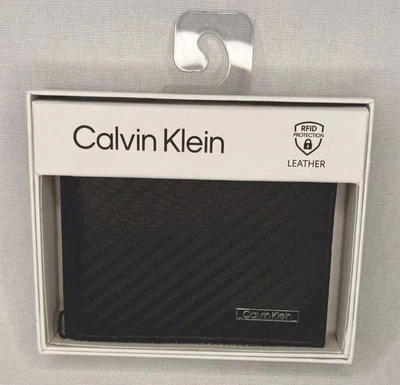 Calvin Klein
RFID
PROTECTION
LEATHER
Calvin Klein